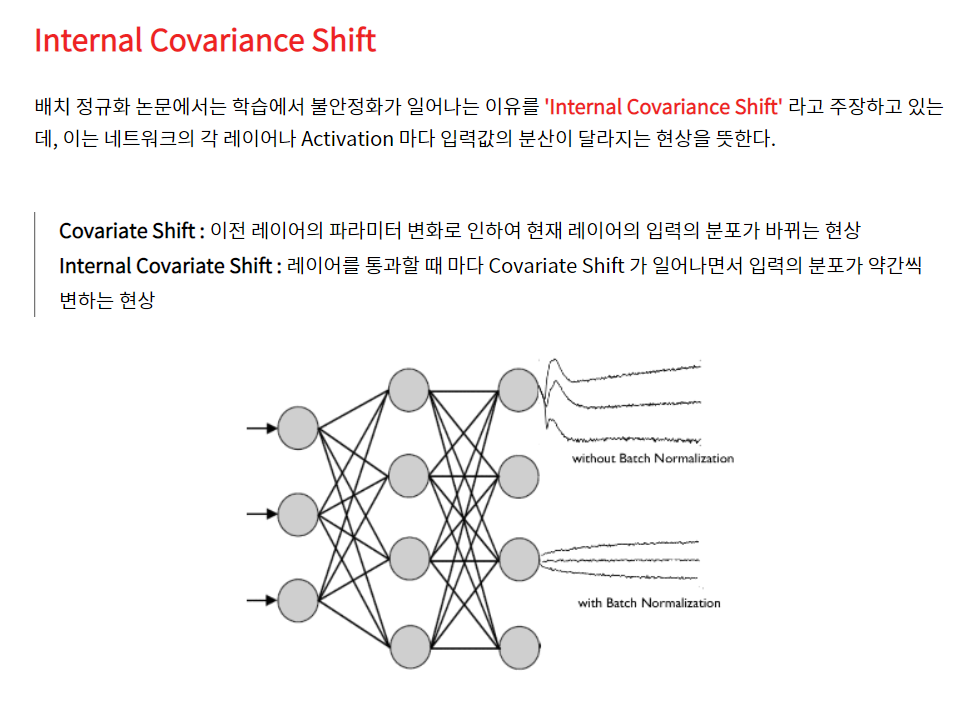 Internal Covariance Shift
배치 정규화 논문에서는 학습에서 불안정화가 일어나는 이유를 'Internal Covariance Shift' 라고 주장하고 있는
데, 이는 네트워크의 각 레이어나 Activation 마다 입력값의 분산이 달라지는 현상을 뜻한다.
Covariate Shift : 이전 레이어의 파라미터 변화로 인하여 현재 레이어의 입력의 분포가 바뀌는 현상
Internal Covariate Shift : 레이어를 통과할 때 마다 Covariate Shift 가 일어나면서 입력의 분포가 약간씩
변하는 현상
without Batch Normalization
with Batch Normalization